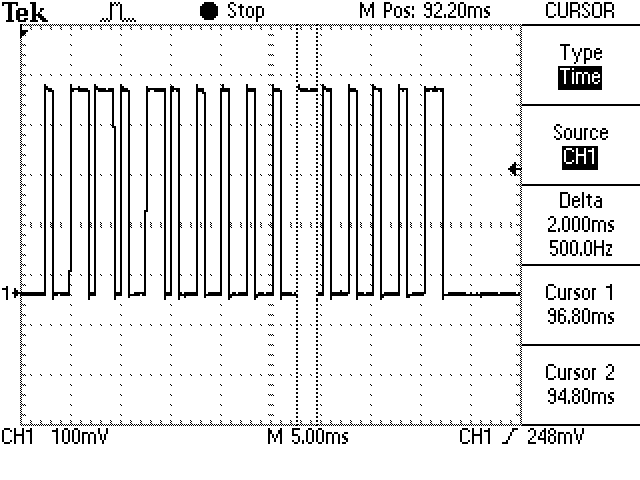 Tek Stop M Pos: 92.20ms CURSOR
Type
Time
Source
CH1
Delta
2.000ms
500.0Hz
1
Cursor 1
96.80ms
Cursor 2
94.80ms
CH1 100mV M 5.00ms CH1 248mV